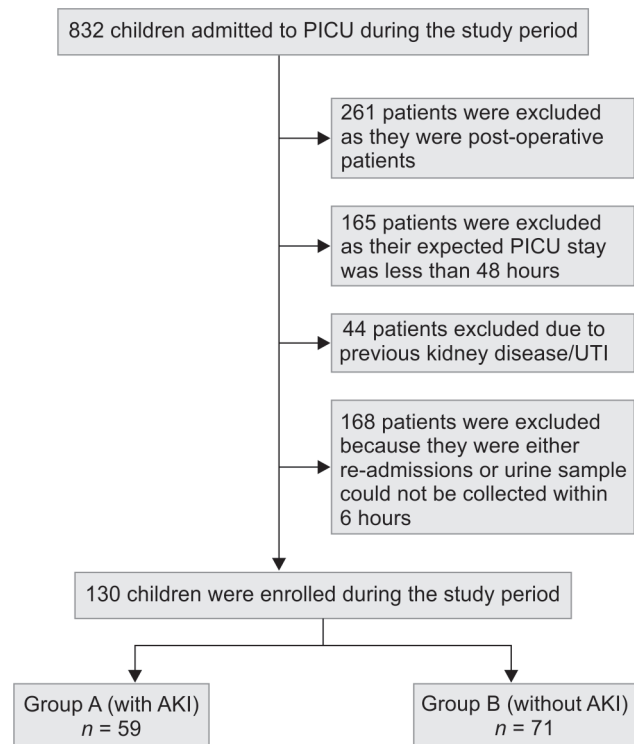 832 children admitted to PICU during the study period
261 patients were excluded
as they were post-operative
patients
165 patients were excluded
as their expected PICU stay
was less than 48 hours
44 patients excluded due to
previous kidney disease/UTI
168 patients were excluded
because they were either
re-admissions or urine sample
could not be collected within
6 hours
130 children were enrolled during the study period
Group A (with AKI)
n = 59
Group B (without AKI)
n = 71